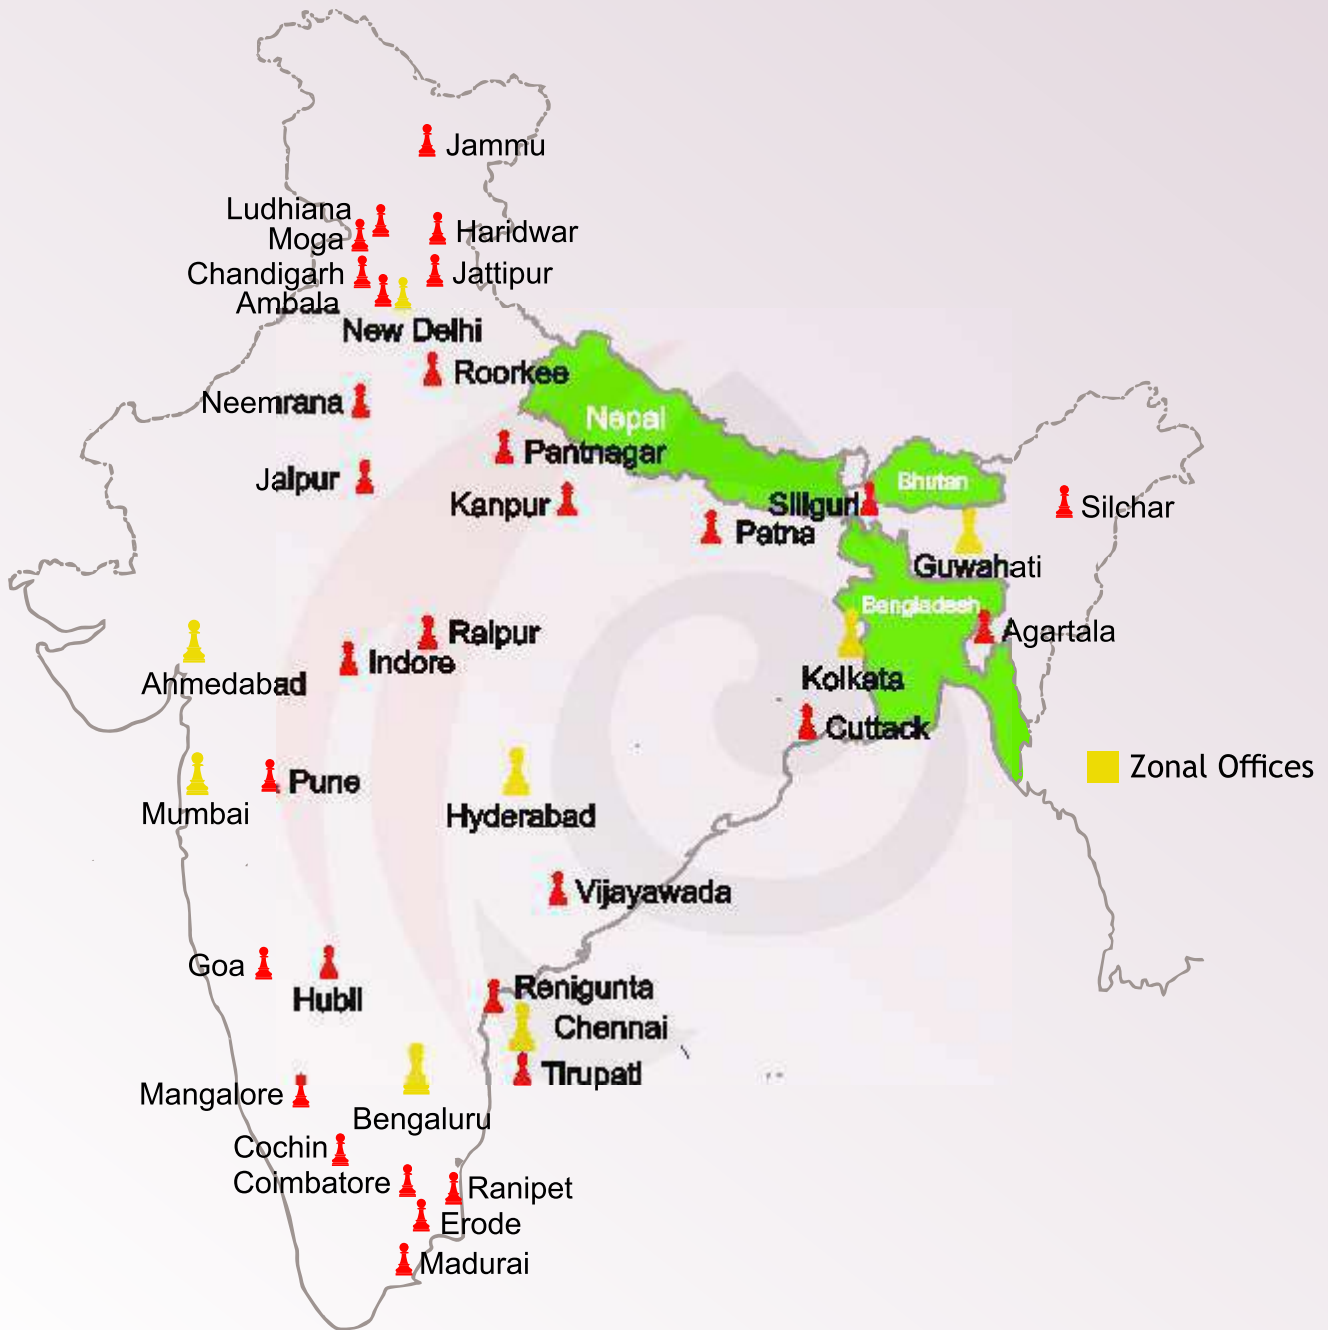 Jammu
Ludhiana
Moga
Haridwar
Chandigarh
Jattipur
Ambala
New Delhi
Roorkee
Neemrana
Nepal
Pantnagar
Jaipur
Bhutan
Kanpur
Siliguri
Silchar
Patna
Guwahati
Bengladesh
Raipur
Agartala
Indore
Ahmedabad
Kolkata
Cuttack
Zonal Offices
Pune
Mumbai
Hyderabad
Vijayawada
Goa
Hubli
Renigunta
Chennai
Tirupati
Mangalore
Bengaluru
Cochin
Coimbatore
Ranipet
Erode
Madurai